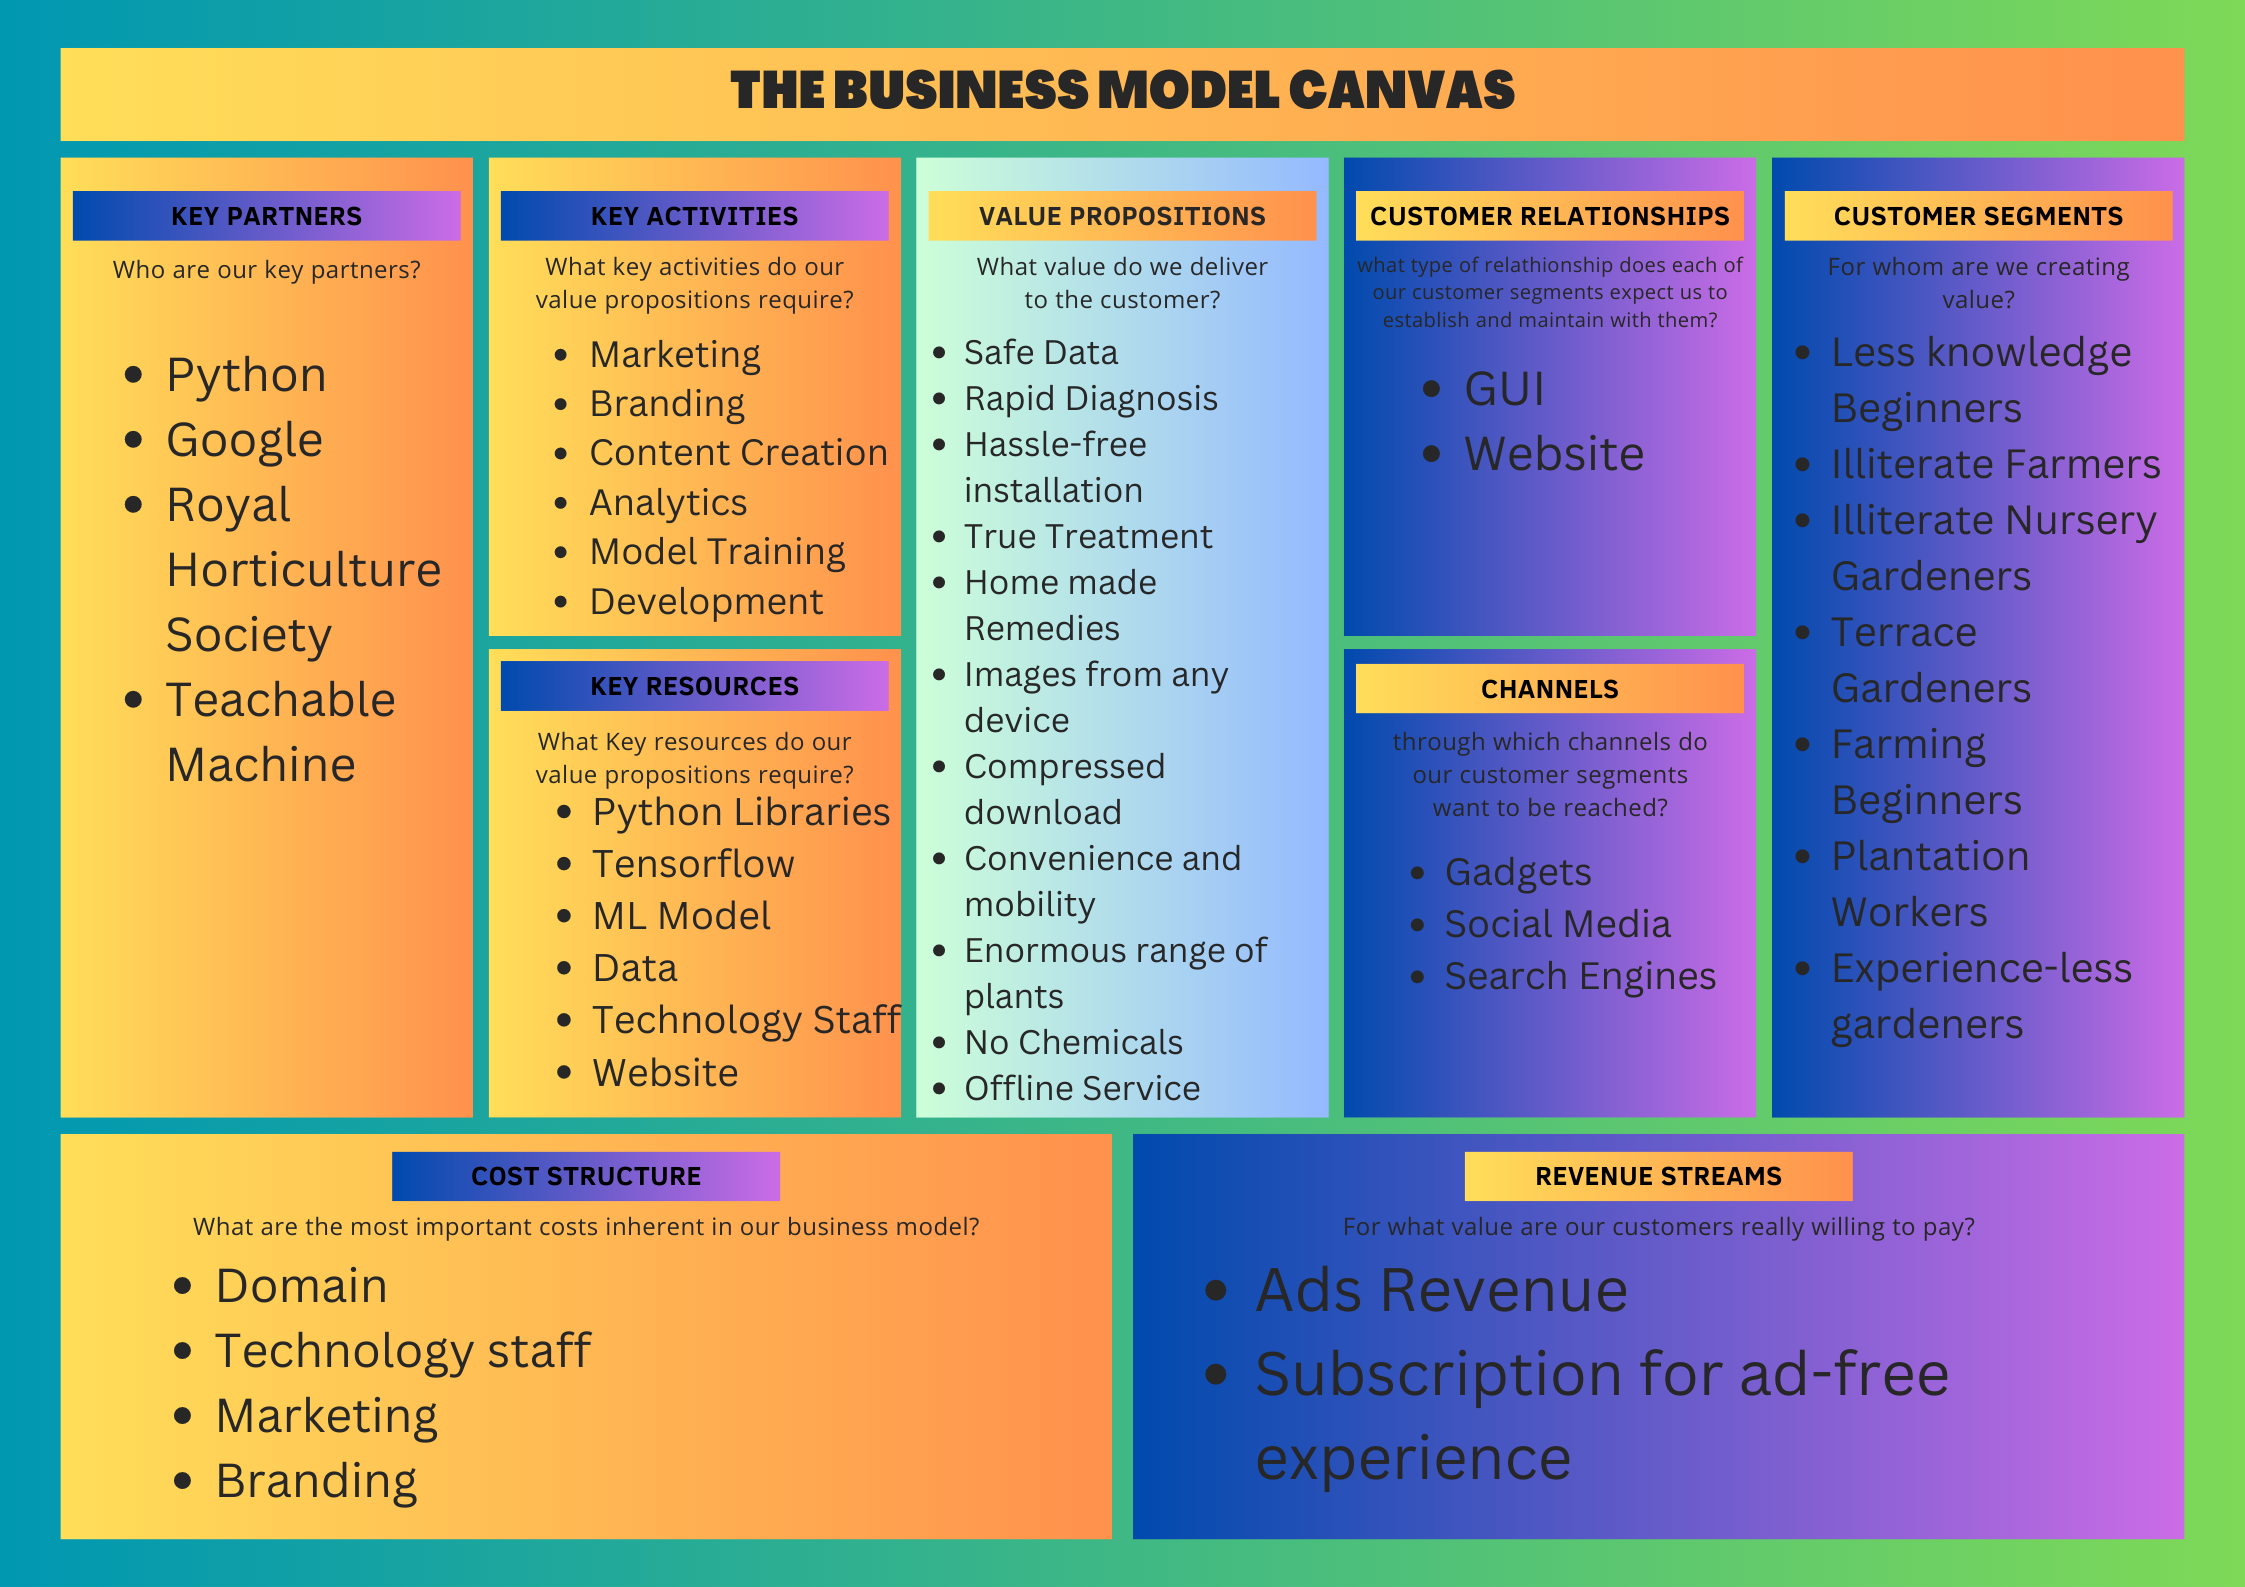 THE BUSINESS MODEL CANVAS
KEY PARTNERS
Who are our key partners?
• Python
• Google
• Royal
Horticulture
Society
• Teachable
Machine
KEY ACTIVITIES
What key activities do our
value propositions require?
• Marketing
• Branding
• Content Creation
• Analytics
• Model Training
• Development
KEY RESOURCES
What Key resources do our
value propositions require?
• Python Libraries
• Tensorflow
• ML Model
• Data
• Technology Staff
• Website
VALUE PROPOSITIONS
What value do we deliver
to the customer?
• Safe Data
• Rapid Diagnosis
• Hassle-free
installation
• True Treatment
• Home made
Remedies
• Images from any
device
• Compressed
download
• Convenience and
mobility
• Enormous range of
plants
• No Chemicals
• Offline Service
CUSTOMER RELATIONSHIPS
what type of relathionship does each of
our customer segments expect us to
establish and maintain with them?
• GUI
• Website
CHANNELS
through which channels do
our customer segments
want to be reached?
• Gadgets
• Social Media
• Search Engines
CUSTOMER SEGMENTS
For whom are we creating
value?
• Less knowledge
Beginners
• Illiterate Farmers
• Illiterate Nursery
Gardeners
• Terrace
Gardeners
• Farming
Beginners
• Plantation
Workers
• Experience-less
gardeners
COST STRUCTURE
What are the most important costs inherent in our business model?
• Domain
• Technology staff
• Marketing
• Branding
REVENUE STREAMS
For what value are our customers really willing to pay?
• Ads Revenue
• Subscription for ad-free
experience